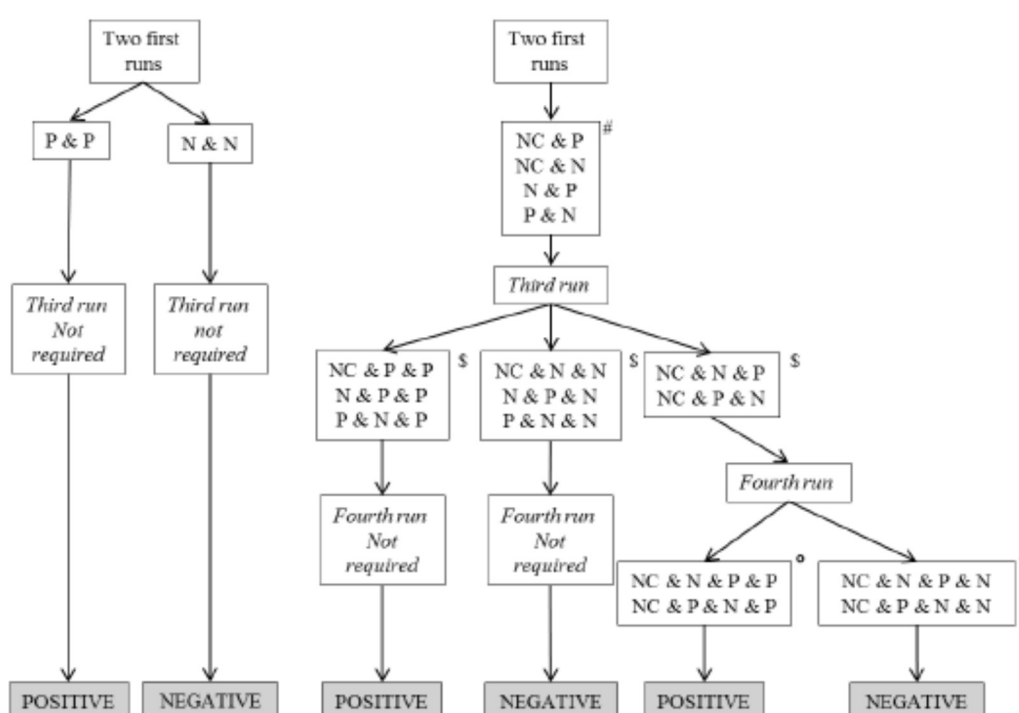 Two first
runs
P & P
N & N
Third run
Not
required
Third run
not
required
POSITIVE
NEGATIVE
Two first
runs
NC & P
NC & N
N & P
P & N
#
Third run
NC & P & P
N & P & P
P & N & P
$
NC & N & N
N & P & N
P & N & N
$
NC & N & P
NC & P & N
$
Fourth run
Not
required
Fourth run
Not
required
Fourth run
NC & N & P & P
NC & P & N & P
°
NC & N & P & N
NC & P & N & N
POSITIVE
NEGATIVE
POSITIVE
NEGATIVE